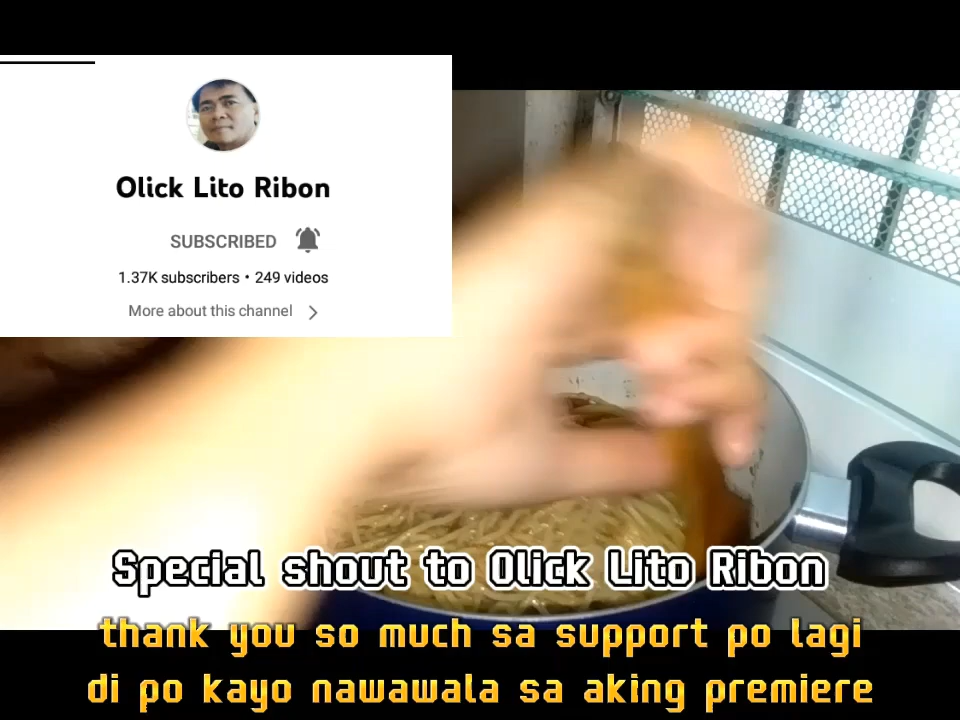 Olick Lito Ribon
SUBSCRIBED
1.37K subscribers • 249 videos
More about this channel
Special shout to Olick Lito Ribon
thank you so much sa support po lagi
di po kayo nawawala sa aking premiere